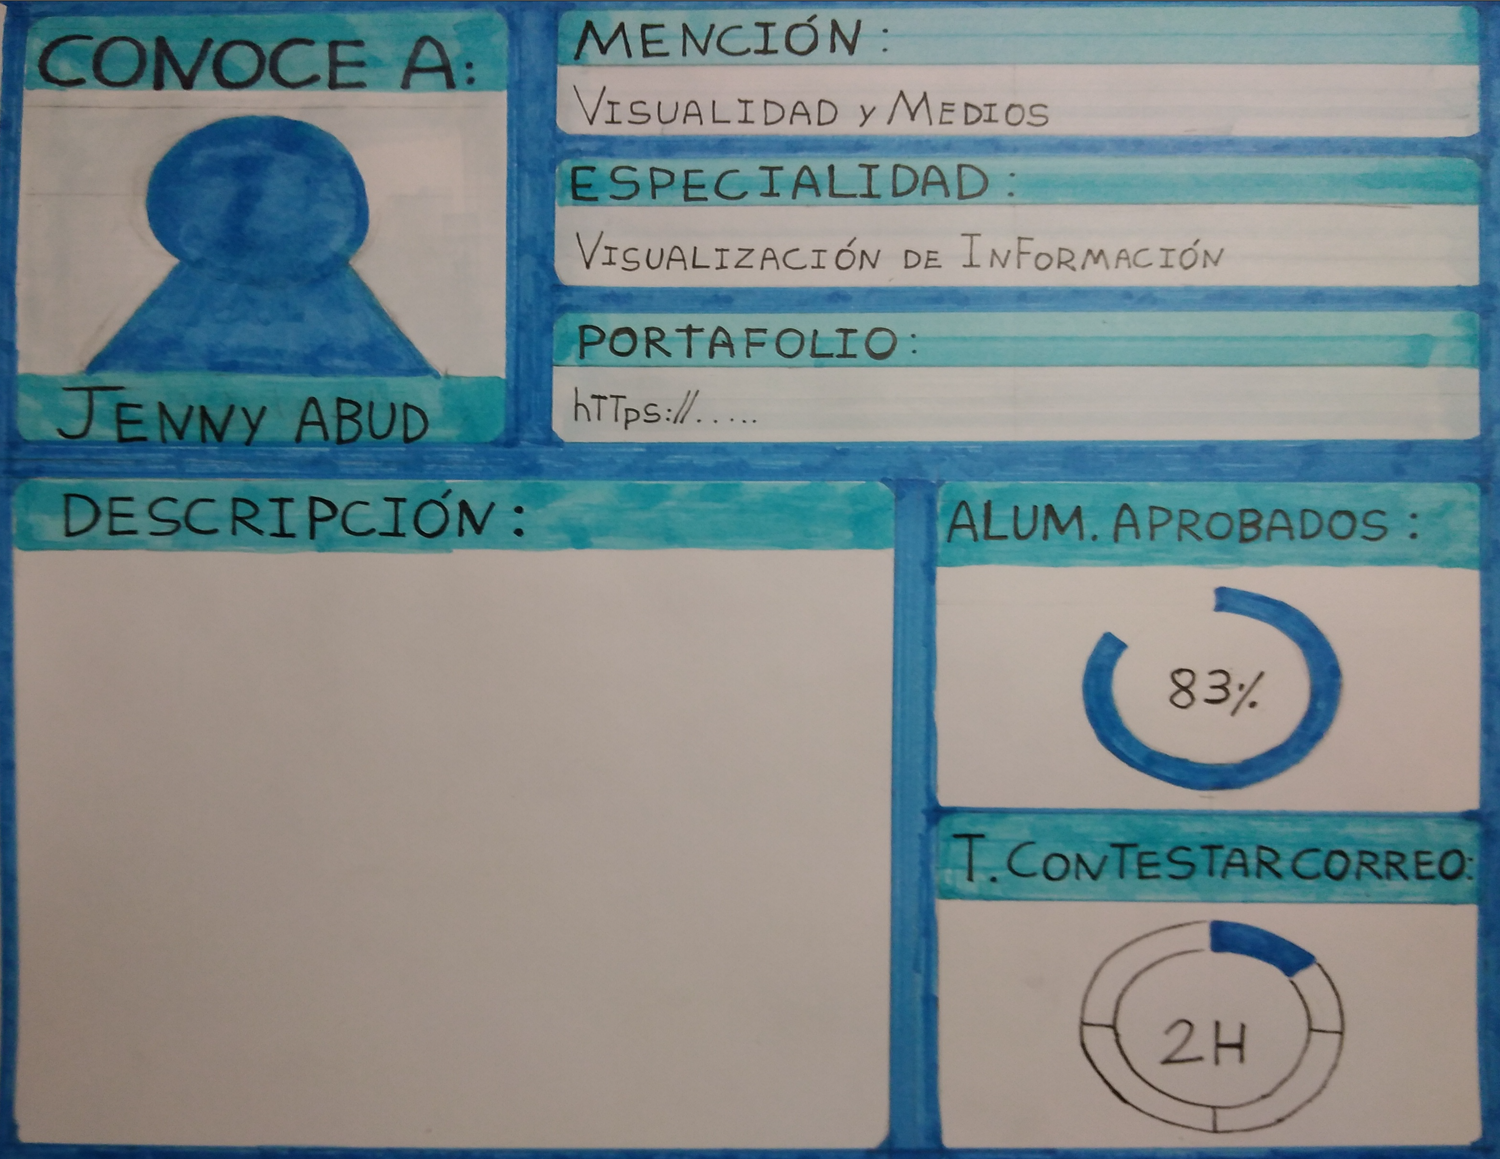 CONOCE A:
JENNY ABUD
MENCIÓN:
VISUALIDAD y MEDIOS
ESPECIALIDAD:
VISUALIZACIÓN DE INFORMACIÓN
PORTAFOLIO:
hTTps://.....
DESCRIPCIÓN:
ALUM. APROBADOS:
83%
T. CONTESTAR CORREO:
2H